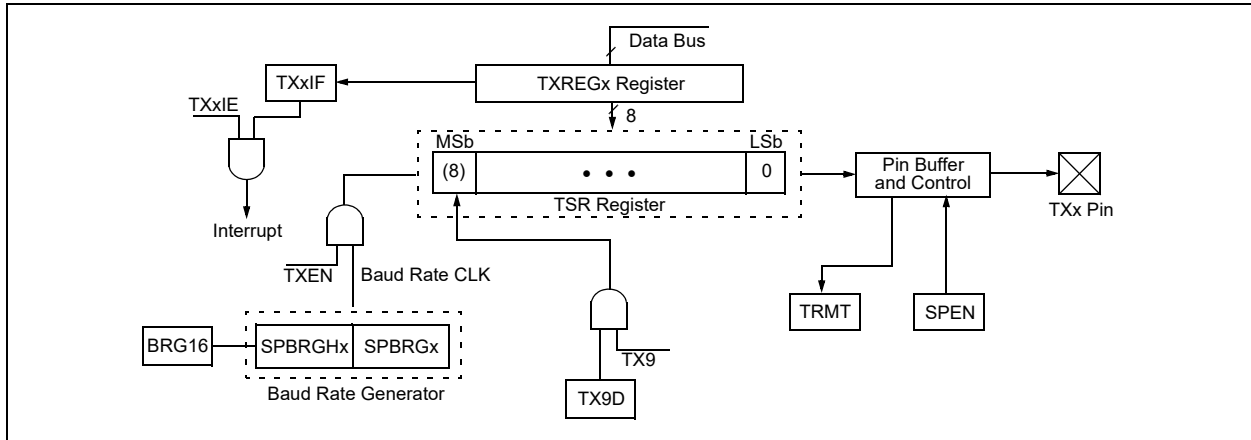 Data Bus
TXxIF
TXREGx Register
TXxIE
8
MSb
LSb
(8)
• • •
0
Pin Buffer
and Control
TSR Register
TXx Pin
Interrupt
TXEN
Baud Rate CLK
TRMT
SPEN
BRG16
SPBRGHx
SPBRGx
TX9
Baud Rate Generator
TX9D